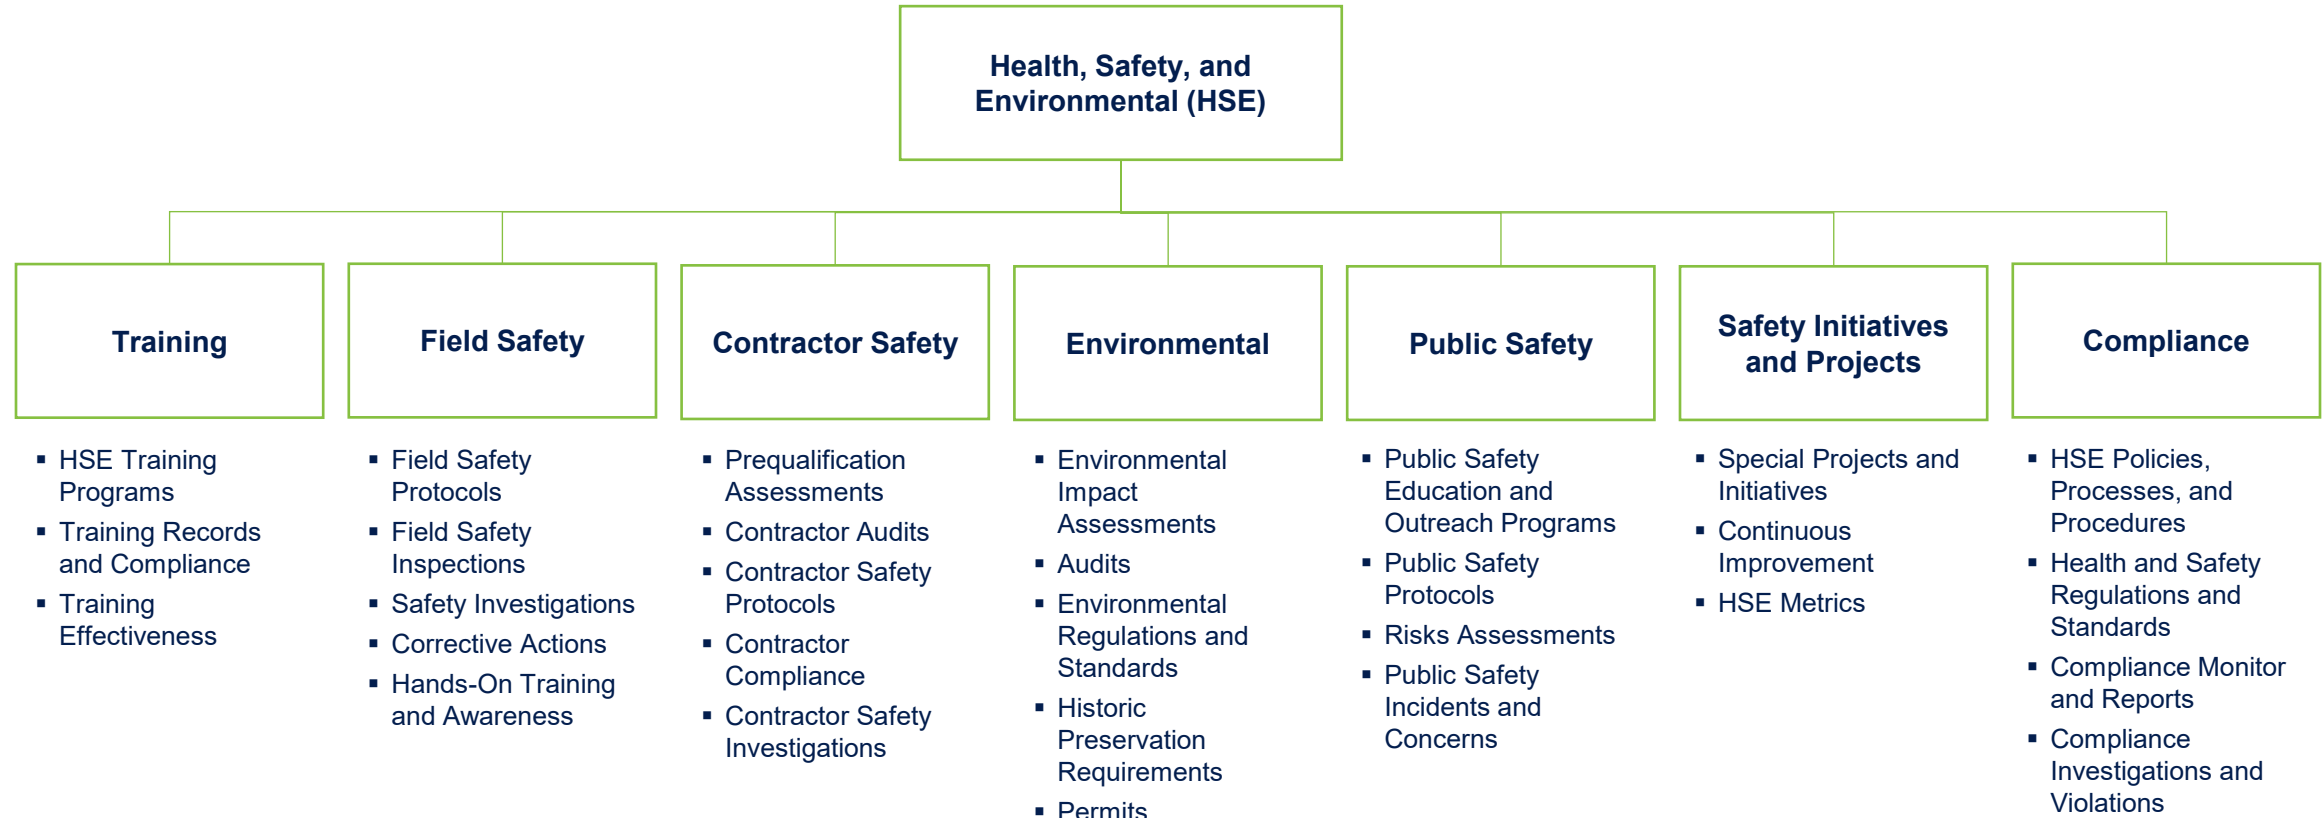 Health, Safety, and
Environmental (HSE)
Training
Field Safety
Contractor Safety
Environmental
Public Safety
Safety Initiatives
and Projects
Compliance
▪ HSE Training
Programs
▪ Training Records
and Compliance
▪ Training
Effectiveness
▪ Field Safety
Protocols
▪ Field Safety
Inspections
▪ Safety Investigations
▪ Corrective Actions
▪ Hands-On Training
and Awareness
▪ Prequalification
Assessments
▪ Contractor Audits
▪ Contractor Safety
Protocols
▪ Contractor
Compliance
▪ Contractor Safety
Investigations
▪ Environmental
Impact
Assessments
▪ Audits
▪ Environmental
Regulations and
Standards
▪ Historic
Preservation
Requirements
▪ Permits
▪ Public Safety
Education and
Outreach Programs
▪ Public Safety
Protocols
▪ Risks Assessments
▪ Public Safety
Incidents and
Concerns
▪ Special Projects and
Initiatives
▪ Continuous
Improvement
▪ HSE Metrics
▪ HSE Policies,
Processes, and
Procedures
▪ Health and Safety
Regulations and
Standards
▪ Compliance Monitor
and Reports
▪ Compliance
Investigations and
Violations